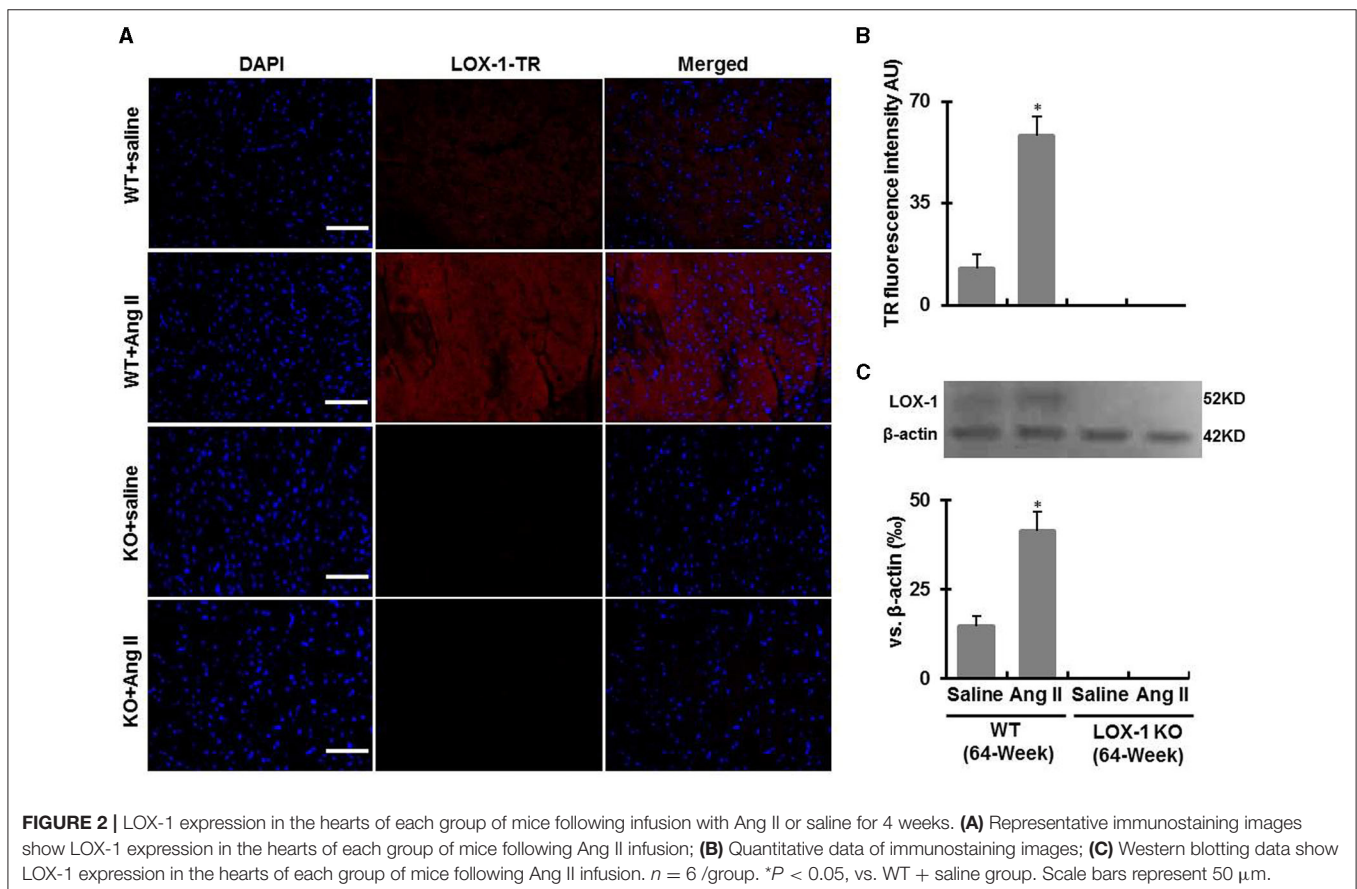 A
DAPI LOX-1-TR Merged
WT+saline
WT+Ang II
KO+saline
KO+Ang II
B
TR fluorescence intensity AU)
70
35
0
*
C
LOX-1 52KD
β-actin 42KD
vs. β-actin (‰)
50
25
0
*
Saline Ang II Saline Ang II
WT LOX-1 KO
(64-Week) (64-Week)
FIGURE 2 | LOX-1 expression in the hearts of each group of mice following infusion with Ang II or saline for 4 weeks. (A) Representative immunostaining images
show LOX-1 expression in the hearts of each group of mice following Ang II infusion; (B) Quantitative data of immunostaining images; (C) Western blotting data show
LOX-1 expression in the hearts of each group of mice following Ang II infusion. n = 6 /group. *P < 0.05, vs. WT + saline group. Scale bars represent 50 μm.